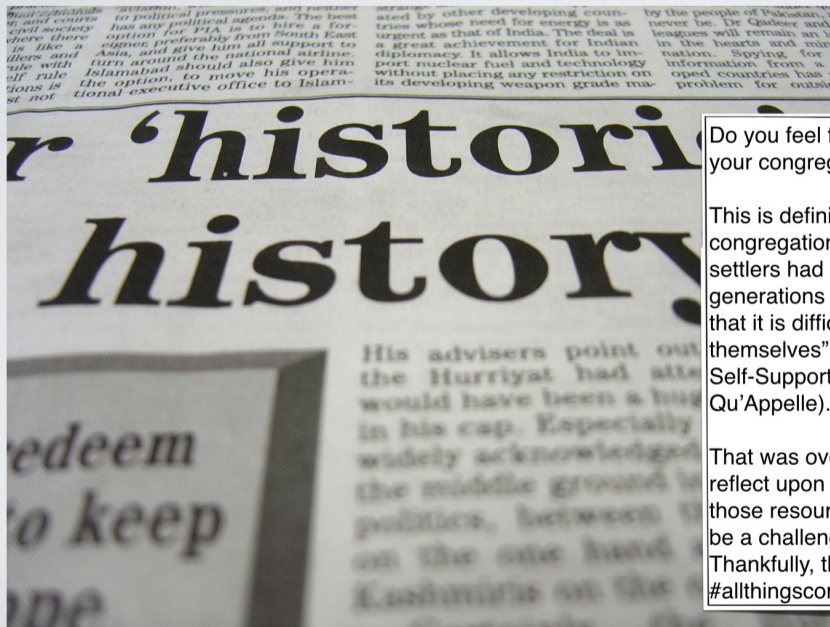 has any political agenda. The best
option for PIA is to hire a for-
eigner, preferably from South East
Asia, and give him all support to
turn around the national airline.
Islamabad should also give him
the option, to move his opera-
tional executive office to Islam-
ated by other developing coun-
tries whose need for energy is as
urgent as that of India. The deal is
a great achievement for Indian
diplomacy. It allows India to im-
port nuclear fuel and technology
without placing any restriction on
its developing weapon grade ma-
by the people of Pakistan,
never be. Dr Qadeer and
leagues will remain an i
in the hearts and min
nation. Spying for
information from a
oped countries has
problem for outsi
r ‘histori
history
edeem
to keep
ope
His advisers point out
the Hurriyat had atte
would have been a hug
in his cap. Especially
widely acknowledged
the middle ground in
politics, between
on the one hand
Kashmiris on the
Do you feel f
your congreg
This is defini
congregation
settlers had
generations
that it is diffic
themselves”
Self-Support
Qu’Appelle).
That was ove
reflect upon
those resour
be a challen
Thankfully, th
#allthingscon